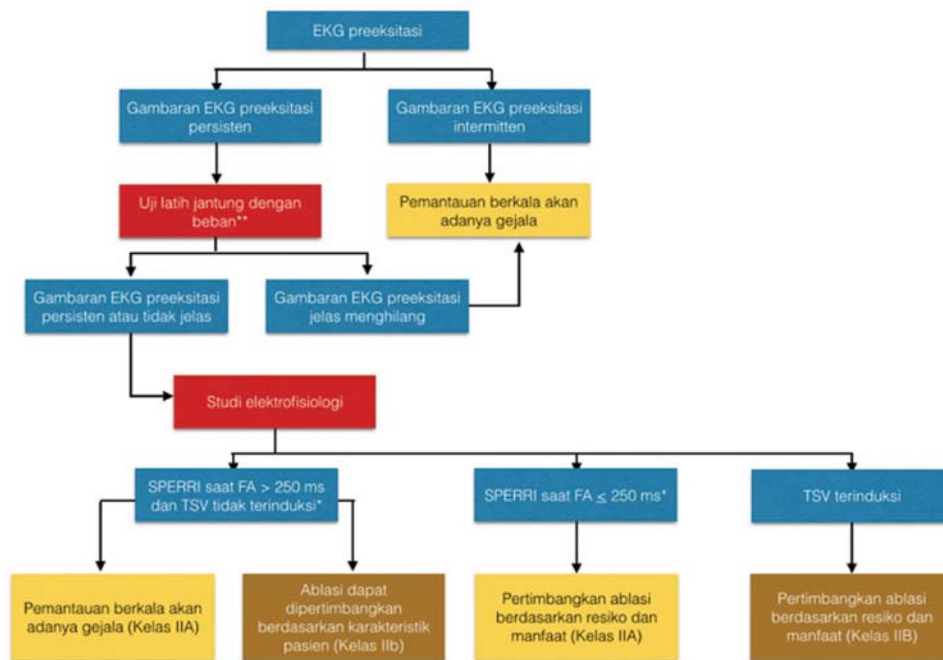 EKG preeksitasi
Gambaran EKG preeksitasi
persisten
Gambaran EKG preeksitasi
intermitten
Uji latih jantung dengan
beban**
Pemantauan berkala akan
adanya gejala
Gambaran EKG preeksitasi
persisten atau tidak jelas
Gambaran EKG preeksitasi
jelas menghilang
Studi elektrofisiologi
SPERRI saat FA > 250 ms
dan TSV tidak terinduksi*
SPERRI saat FA ≤ 250 ms*
TSV terinduksi
Pemantauan berkala akan
adanya gejala (Kelas IIA)
Ablasi dapat
dipertimbangkan
berdasarkan karakteristik
pasien (Kelas IIb)
Pertimbangkan ablasi
berdasarkan resiko dan
manfaat (Kelas IIA)
Pertimbangkan ablasi
berdasarkan resiko dan
manfaat (Kelas IIB)